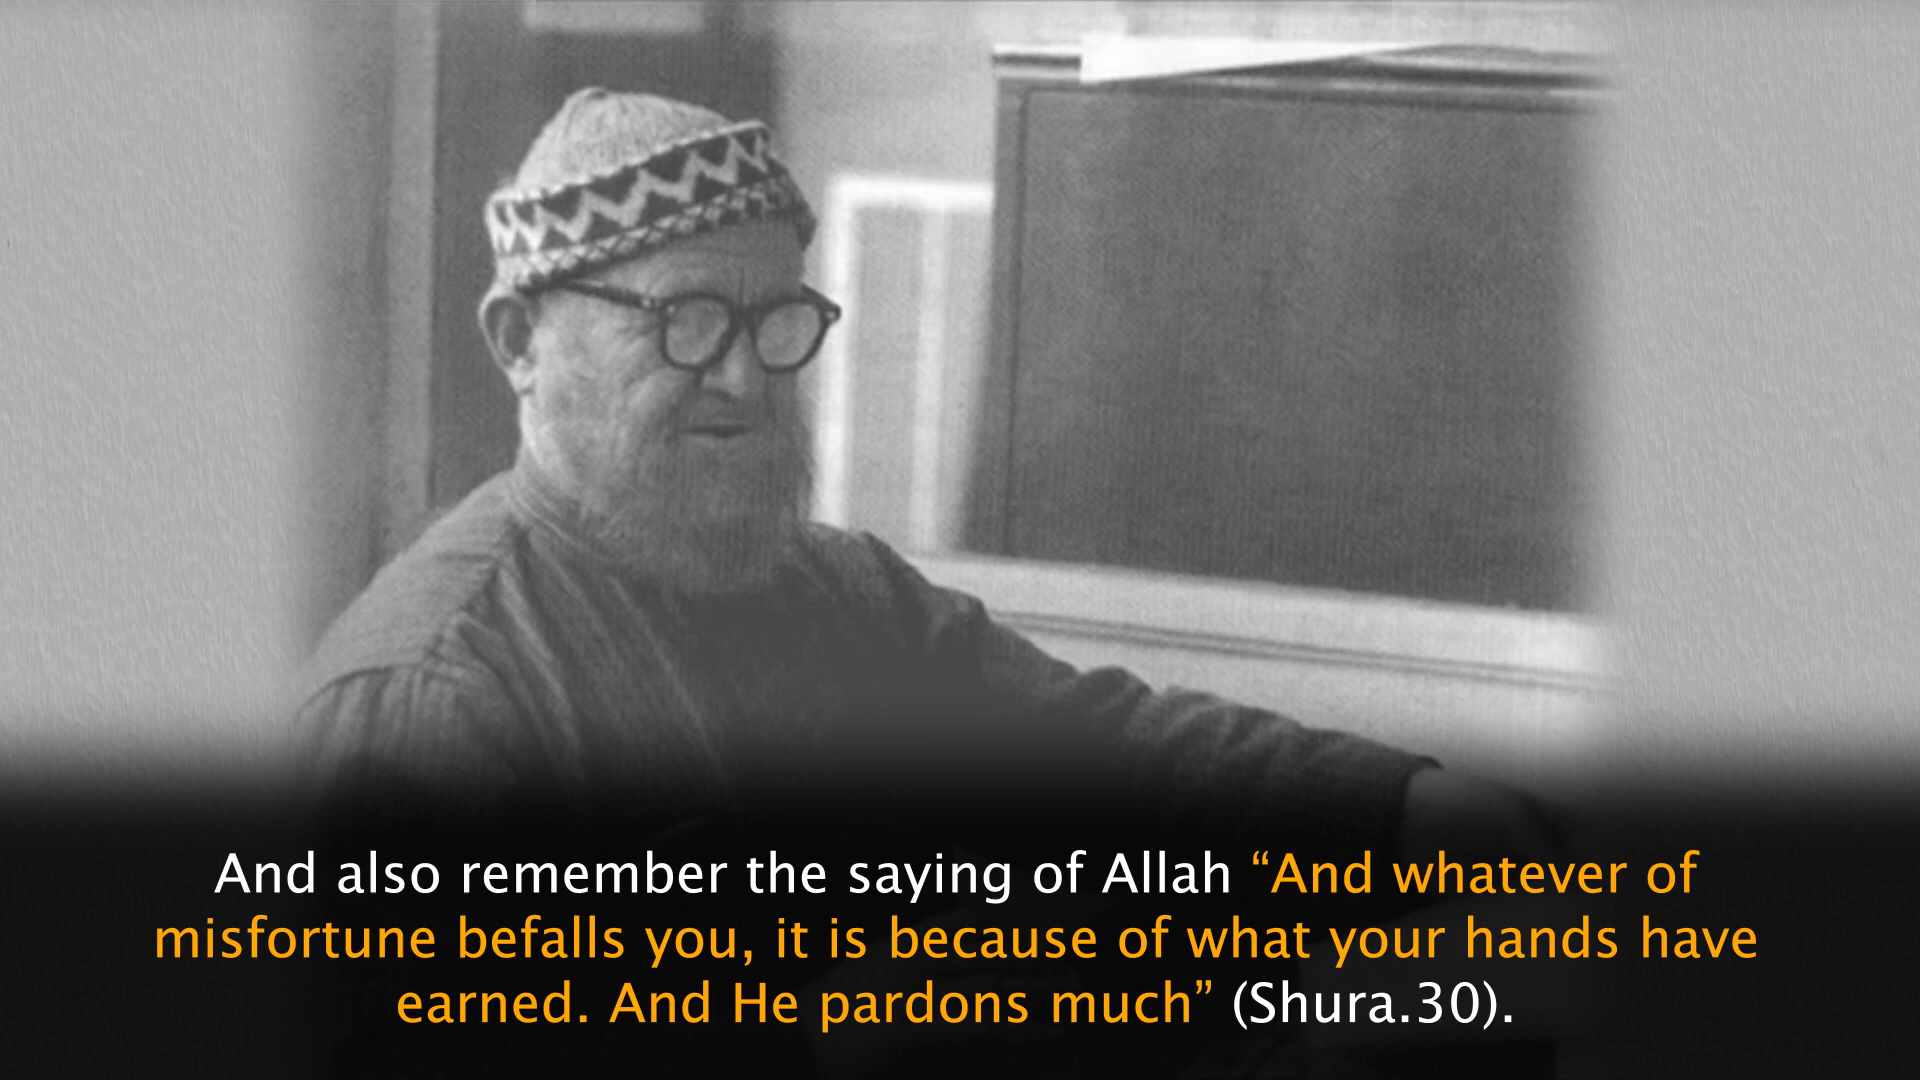 And also remember the saying of Allah “And whatever of
misfortune befalls you, it is because of what your hands have
earned. And He pardons much” (Shura.30).